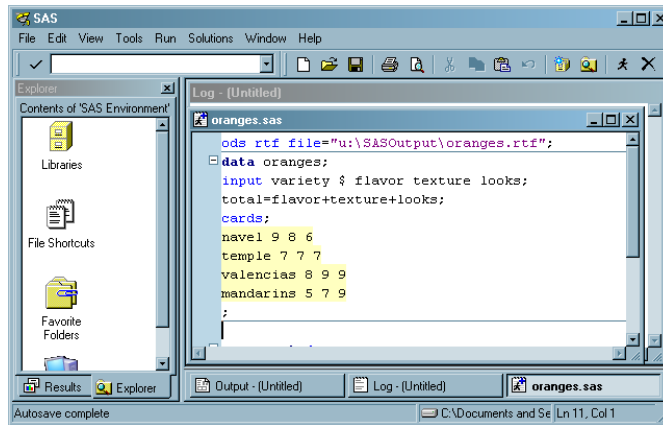 SAS
File Edit View Tools Run Solutions Window Help
Explorer
Contents of 'SAS Environment'
Libraries
File Shortcuts
Favorite
Folders
Results
Explorer
Log - (Untitled)
oranges.sas
ods rtf file="u:\SASOutput\oranges.rtf";
data oranges;
input variety $ flavor texture looks;
total=flavor+texture+looks;
cards;
navel 9 8 6
temple 7 7 7
valencias 8 9 9
mandarins 5 7 9
;
Output - (Untitled)
Log - (Untitled)
oranges.sas
Autosave complete
C:\Documents and Se
Ln 11, Col 1